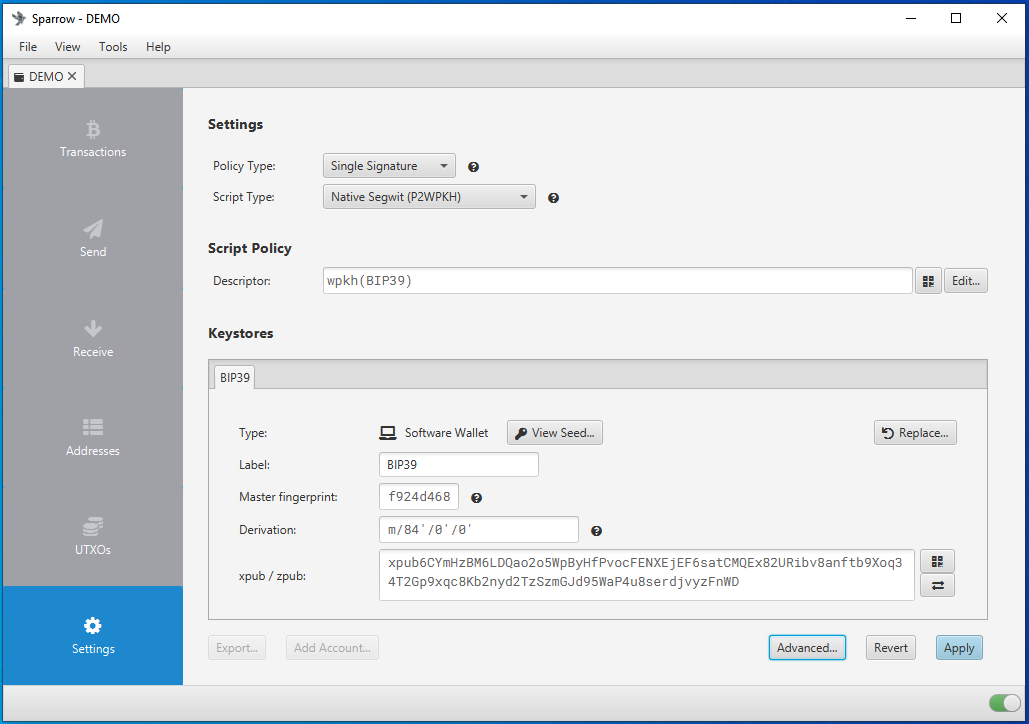 Sparrow - DEMO
File View Tools Help
DEMO
Transactions
Send
Receive
Addresses
UTXOs
Settings
Settings
Policy Type: Single Signature
Script Type: Native Segwit (P2WPKH)
Script Policy
Descriptor: wpkh(BIP39) Edit...
Keystores
BIP39
Type: Software Wallet View Seed... Replace...
Label: BIP39
Master fingerprint: f924d468
Derivation: m/84'/0'/0'
xpub / zpub: xpub6CYmHzBM6LDQao2o5WpByHfPvocFENXEjEF6satCMQEx82URibv8anftb9Xoq3
4T2Gp9xqc8Kb2nyd2TzSzmGJd95WaP4u8serdjvyzFnWD
Export... Add Account... Advanced... Revert Apply